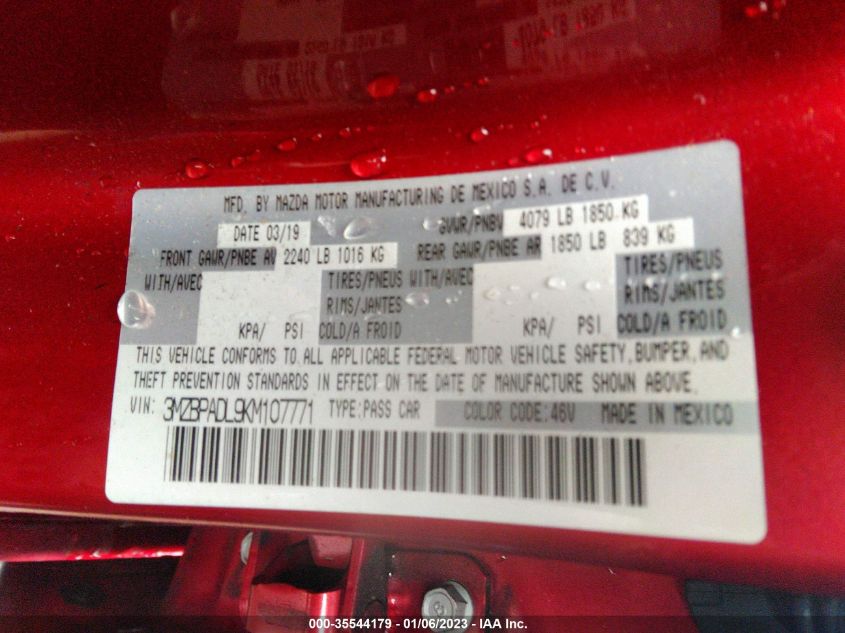 MFD. BY MAZDA MOTOR MANUFACTURING DE MEXICO S.A. DE C.V.
DATE 03/19 GVWR/PNBV 4079 LB 1850 KG
FRONT GAWR/PNBE AV 2240 LB 1016 KG REAR GAWR/PNBE AR 1850 LB 839 KG
WITH/AVEC TIRES/PNEUS WITH/AVEC TIRES/PNEUS
RIMS/JANTES RIMS/JANTES
KPA/ PSI COLD/A FROID KPA/ PSI COLD/A FROID
THIS VEHICLE CONFORMS TO ALL APPLICABLE FEDERAL MOTOR VEHICLE SAFETY, BUMPER, AND
THEFT PREVENTION STANDARDS IN EFFECT ON THE DATE OF MANUFACTURE SHOWN ABOVE.
VIN: 3MZBPADL9KM107771 TYPE:PASS CAR COLOR CODE:46V MADE IN MEXICO
000-35544179 - 01/06/2023 - IAA Inc.